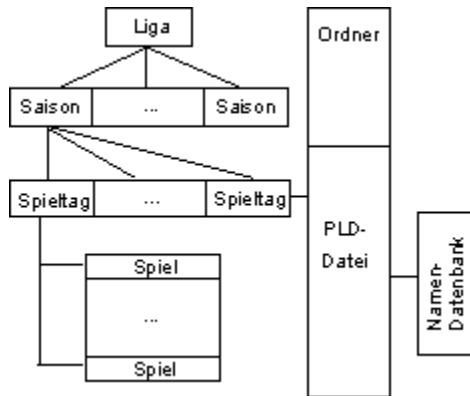 Liga
Ordner
Saison ... Saison
Spieltag ... Spieltag
PLD-
Datei
Spiel
...
Spiel
Namen-
Datenbank